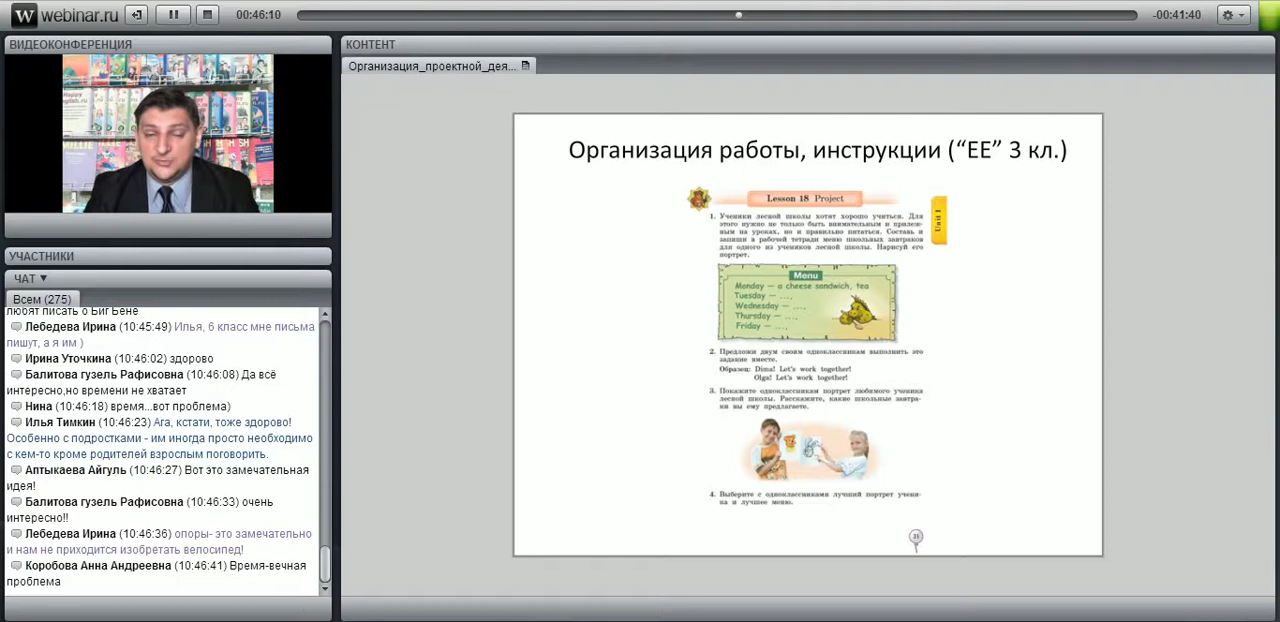 webinar.ru
00:46:10
-00:41:40
ВИДЕОКОНФЕРЕНЦИЯ
КОНТЕНТ
Организация_проектной_дея...
УЧАСТНИКИ
ЧАТ ▼
Всем (275)
любят писать о Биг Бене
Лебедева Ирина (10:45:49) Илья, 6 класс мне письма
пишут, а я им )
Ирина Уточкина (10:46:02) здорово
Балитова гузель Рафисовна (10:46:08) Да всё
интересно,но времени не хватает
Нина (10:46:18) время...вот проблема)
Илья Тимкин (10:46:23) Ага, кстати, тоже здорово!
Особенно с подростками - им иногда просто необходимо
с кем-то кроме родителей взрослым поговорить.
Аптыкаева Айгуль (10:46:27) Вот это замечательная
идея!
Балитова гузель Рафисовна (10:46:33) очень
интересно!!
Лебедева Ирина (10:46:36) опоры- это замечательно
и нам не приходится изобретать велосипед!
Коробова Анна Андреевна (10:46:41) Время-вечная
проблема
Организация работы, инструкции (“ЕЕ” 3 кл.)
Lesson 18 Project
Unit 1
1. Ученики лесной школы хотят хорошо учиться. Для
этого нужно не только быть внимательным и прилеж-
ным на уроках, но и правильно питаться. Составь и
запиши в рабочей тетради меню школьных завтраков
для одного из учеников лесной школы. Нарисуй его
портрет.
Menu
Monday — a cheese sandwich, tea
Tuesday — ...,
Wednesday — ...,
Thursday — ...,
Friday — ...,
2. Предложи двум своим одноклассникам выполнить это
задание вместе.
Образец: Dima! Let's work together!
Olga! Let's work together!
3. Покажите одноклассникам портрет любимого ученика
лесной школы. Расскажите, какие школьные завтра-
ки вы ему предлагаете.
4. Выберите с одноклассниками лучший портрет учени-
ка и лучшее меню.
31